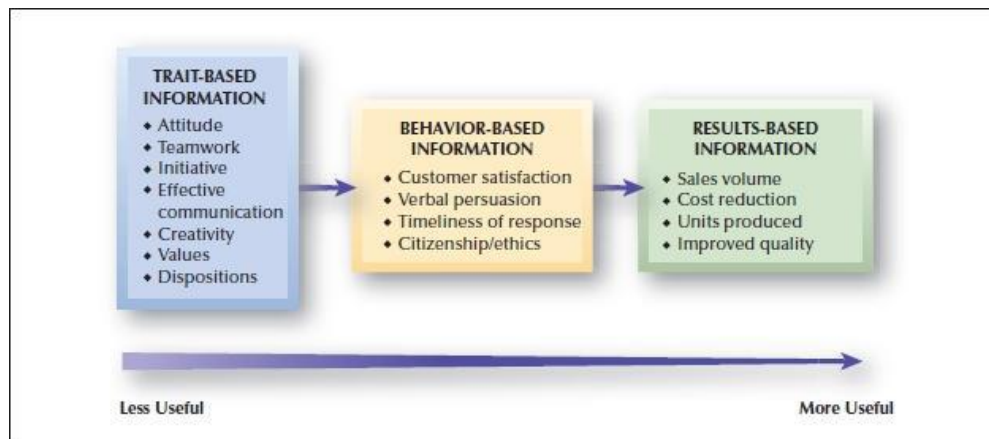 TRAIT-BASED
INFORMATION
◆ Attitude
◆ Teamwork
◆ Initiative
◆ Effective
communication
◆ Creativity
◆ Values
◆ Dispositions
BEHAVIOR-BASED
INFORMATION
◆ Customer satisfaction
◆ Verbal persuasion
◆ Timeliness of response
◆ Citizenship/ethics
RESULTS-BASED
INFORMATION
◆ Sales volume
◆ Cost reduction
◆ Units produced
◆ Improved quality
Less Useful
More Useful